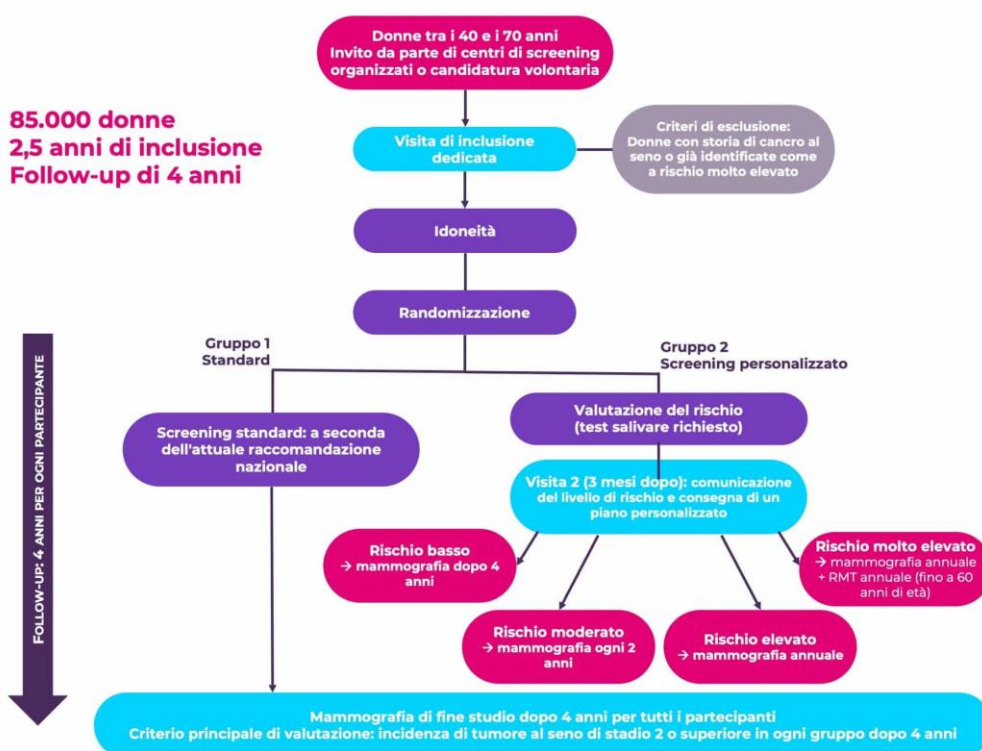 Donne tra i 40 e i 70 anni
Invito da parte di centri di screening
organizzati o candidatura volontaria
85.000 donne
2,5 anni di inclusione
Follow-up di 4 anni
Visita di inclusione
dedicata
Criteri di esclusione:
Donne con storia di cancro al
seno o già identificate come
a rischio molto elevato
Idoneità
Randomizzazione
Gruppo 1
Standard
Gruppo 2
Screening personalizzato
Screening standard: a seconda
dell'attuale raccomandazione
nazionale
Valutazione del rischio
(test salivare richiesto)
Visita 2 (3 mesi dopo): comunicazione
del livello di rischio e consegna di un
piano personalizzato
Rischio basso
→ mammografia dopo 4
anni
Rischio moderato
→ mammografia ogni 2
anni
Rischio elevato
→ mammografia annuale
Rischio molto elevato
→ mammografia annuale
+ RMT annuale (fino a 60
anni di età)
FOLLOW-UP: 4 ANNI PER OGNI PARTECIPANTE
Mammografia di fine studio dopo 4 anni per tutti i partecipanti
Criterio principale di valutazione: incidenza di tumore al seno di stadio 2 o superiore in ogni gruppo dopo 4 anni